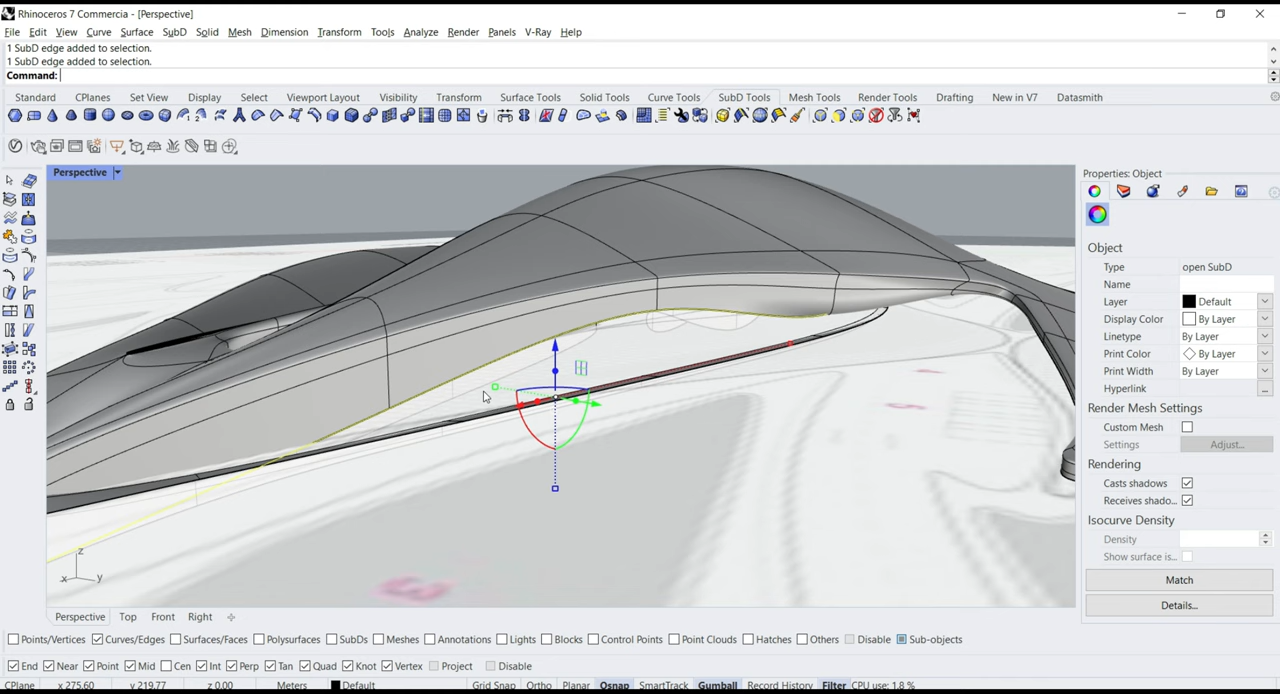 Rhinoceros 7 Commercia - [Perspective]
File Edit View Curve Surface SubD Solid Mesh Dimension Transform Tools Analyze Render Panels V-Ray Help
1 SubD edge added to selection.
1 SubD edge added to selection.
Command:
Standard CPlanes Set View Display Select Viewport Layout Visibility Transform Surface Tools Solid Tools Curve Tools SubD Tools Mesh Tools Render Tools Drafting New in V7 Datasmith
Perspective
Properties: Object
Object
Type open SubD
Name
Layer Default
Display Color By Layer
Linetype By Layer
Print Color By Layer
Print Width By Layer
Hyperlink ...
Render Mesh Settings
Custom Mesh
Settings Adjust...
Rendering
Casts shadows
Receives shado...
Isocurve Density
Density
Show surface is...
Match
Details...
z
x y
Perspective Top Front Right
Points/Vertices Curves/Edges Surfaces/Faces Polysurfaces SubDs Meshes Annotations Lights Blocks Control Points Point Clouds Hatches Others Disable Sub-objects
End Near Point Mid Cen Int Perp Tan Quad Knot Vertex Project Disable
CPlane x 275.60 y 219.77 z 0.00 Meters Default Grid Snap Ortho Planar Osnap SmartTrack Gumball Record History Filter CPU use: 1.8 %